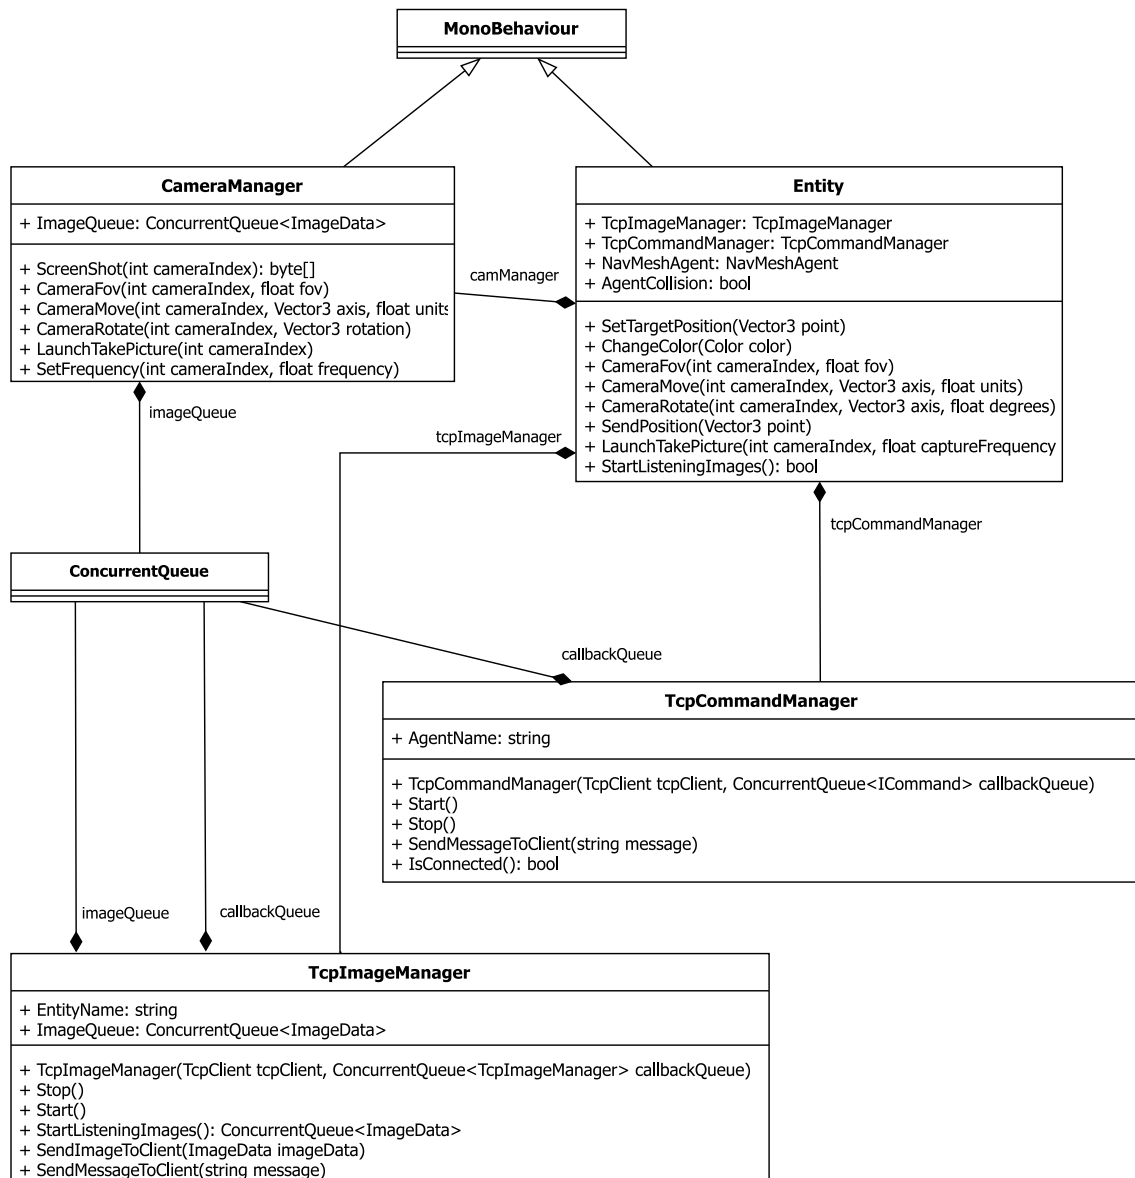 MonoBehaviour
CameraManager
+ ImageQueue: ConcurrentQueue<ImageData>
+ ScreenShot(int cameraIndex): byte[]
+ CameraFov(int cameraIndex, float fov)
+ CameraMove(int cameraIndex, Vector3 axis, float units
+ CameraRotate(int cameraIndex, Vector3 rotation)
+ LaunchTakePicture(int cameraIndex)
+ SetFrequency(int cameraIndex, float frequency)
Entity
+ TcpImageManager: TcpImageManager
+ TcpCommandManager: TcpCommandManager
+ NavMeshAgent: NavMeshAgent
+ AgentCollision: bool
+ SetTargetPosition(Vector3 point)
+ ChangeColor(Color color)
+ CameraFov(int cameraIndex, float fov)
+ CameraMove(int cameraIndex, Vector3 axis, float units)
+ CameraRotate(int cameraIndex, Vector3 axis, float degrees)
+ SendPosition(Vector3 point)
+ LaunchTakePicture(int cameraIndex, float captureFrequency
+ StartListeningImages(): bool
camManager
imageQueue
tcpImageManager
tcpCommandManager
ConcurrentQueue
callbackQueue
TcpCommandManager
+ AgentName: string
+ TcpCommandManager(TcpClient tcpClient, ConcurrentQueue<ICommand> callbackQueue)
+ Start()
+ Stop()
+ SendMessageToClient(string message)
+ IsConnected(): bool
imageQueue
callbackQueue
TcpImageManager
+ EntityName: string
+ ImageQueue: ConcurrentQueue<ImageData>
+ TcpImageManager(TcpClient tcpClient, ConcurrentQueue<TcpImageManager> callbackQueue)
+ Stop()
+ Start()
+ StartListeningImages(): ConcurrentQueue<ImageData>
+ SendImageToClient(ImageData imageData)
+ SendMessageToClient(string message)